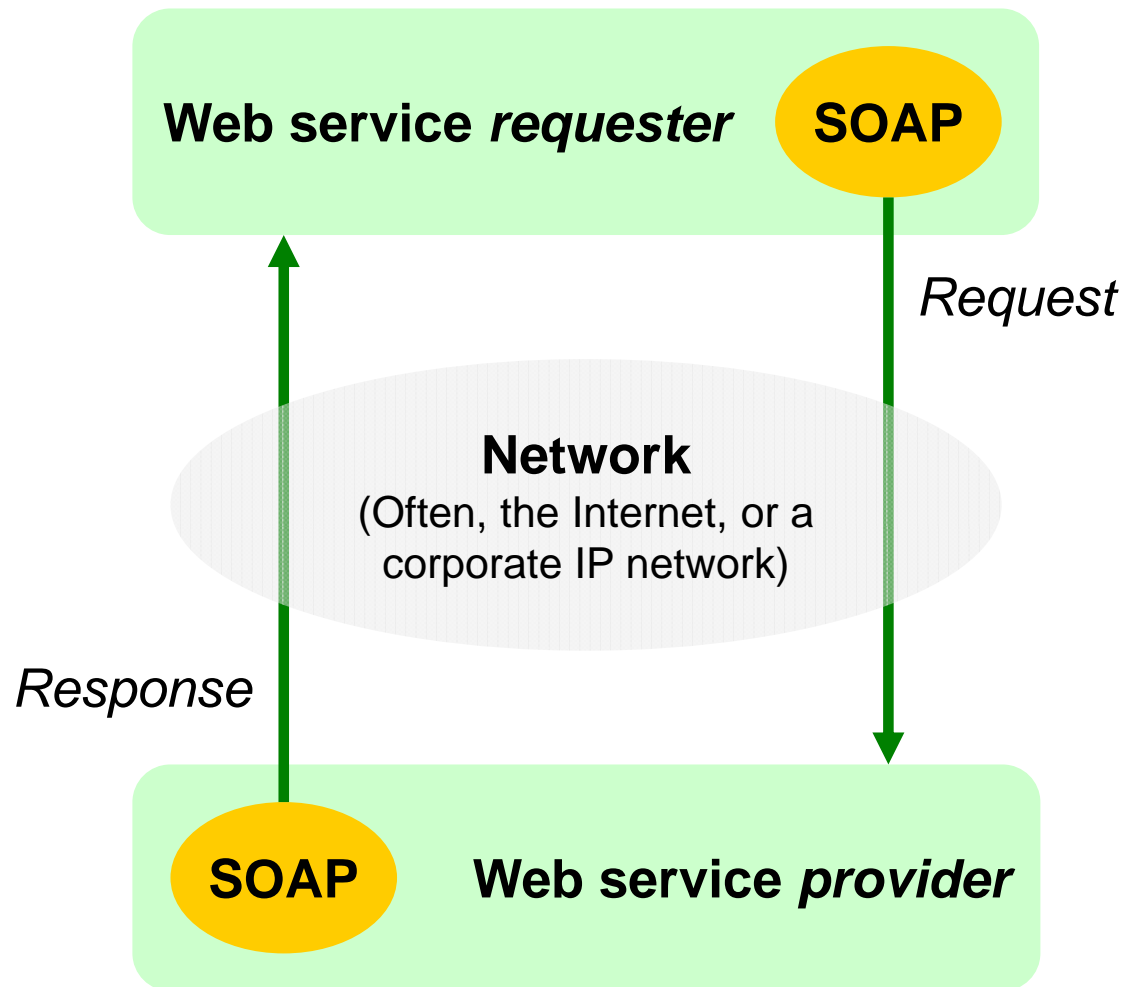 Web service requester
SOAP
Request
Network
(Often, the Internet, or a
corporate IP network)
Response
SOAP
Web service provider